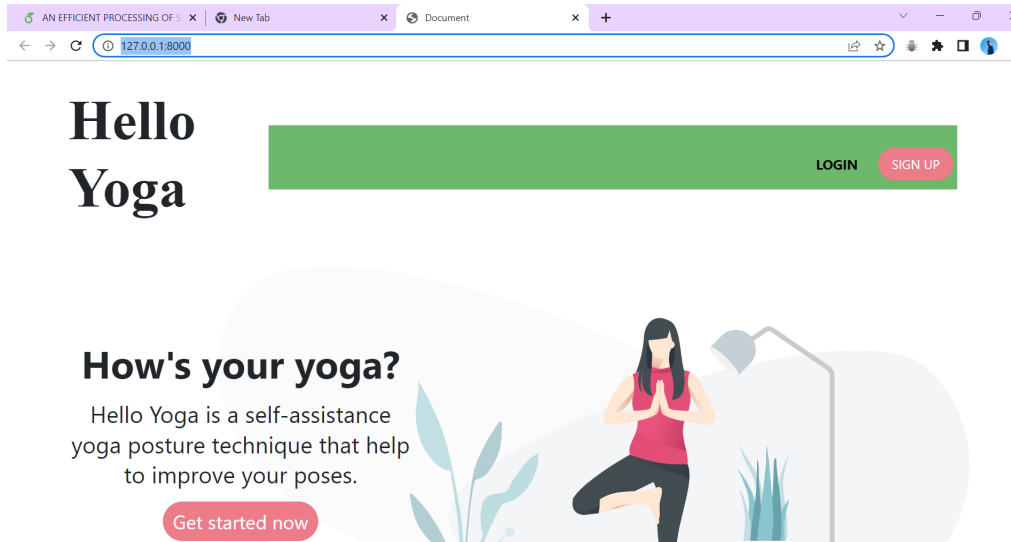 AN EFFICIENT PROCESSING OF S
New Tab
Document
127.0.0.1:8000
Hello
Yoga
LOGIN
SIGN UP
How's your yoga?
Hello Yoga is a self-assistance
yoga posture technique that help
to improve your poses.
Get started now